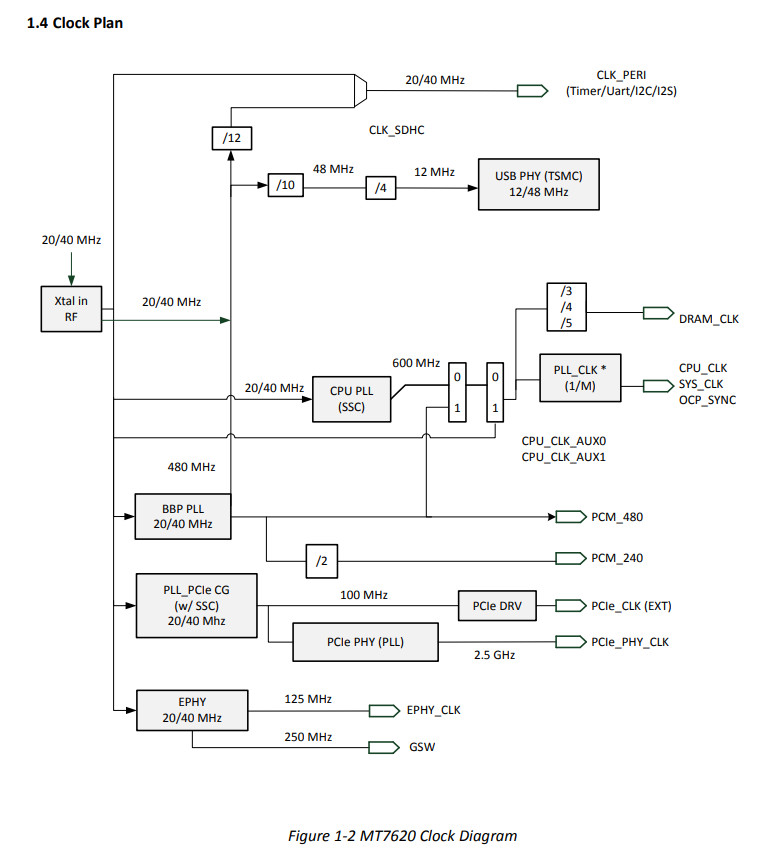 1.4 Clock Plan
20/40 MHz
CLK_PERI
(Timer/Uart/I2C/I2S)
CLK_SDHC
/12
48 MHz
12 MHz
/10
/4
USB PHY (TSMC)
12/48 MHz
20/40 MHz
Xtal in
RF
20/40 MHz
/3
/4
/5
DRAM_CLK
600 MHz
20/40 MHz
CPU PLL
(SSC)
0
1
0
1
PLL_CLK *
(1/M)
CPU_CLK
SYS_CLK
OCP_SYNC
CPU_CLK_AUX0
CPU_CLK_AUX1
480 MHz
BBP PLL
20/40 MHz
PCM_480
/2
PCM_240
PLL_PCIe CG
(w/ SSC)
20/40 Mhz
100 MHz
PCIe DRV
PCIe_CLK (EXT)
PCIe PHY (PLL)
2.5 GHz
PCIe_PHY_CLK
EPHY
20/40 MHz
125 MHz
EPHY_CLK
250 MHz
GSW
Figure 1-2 MT7620 Clock Diagram